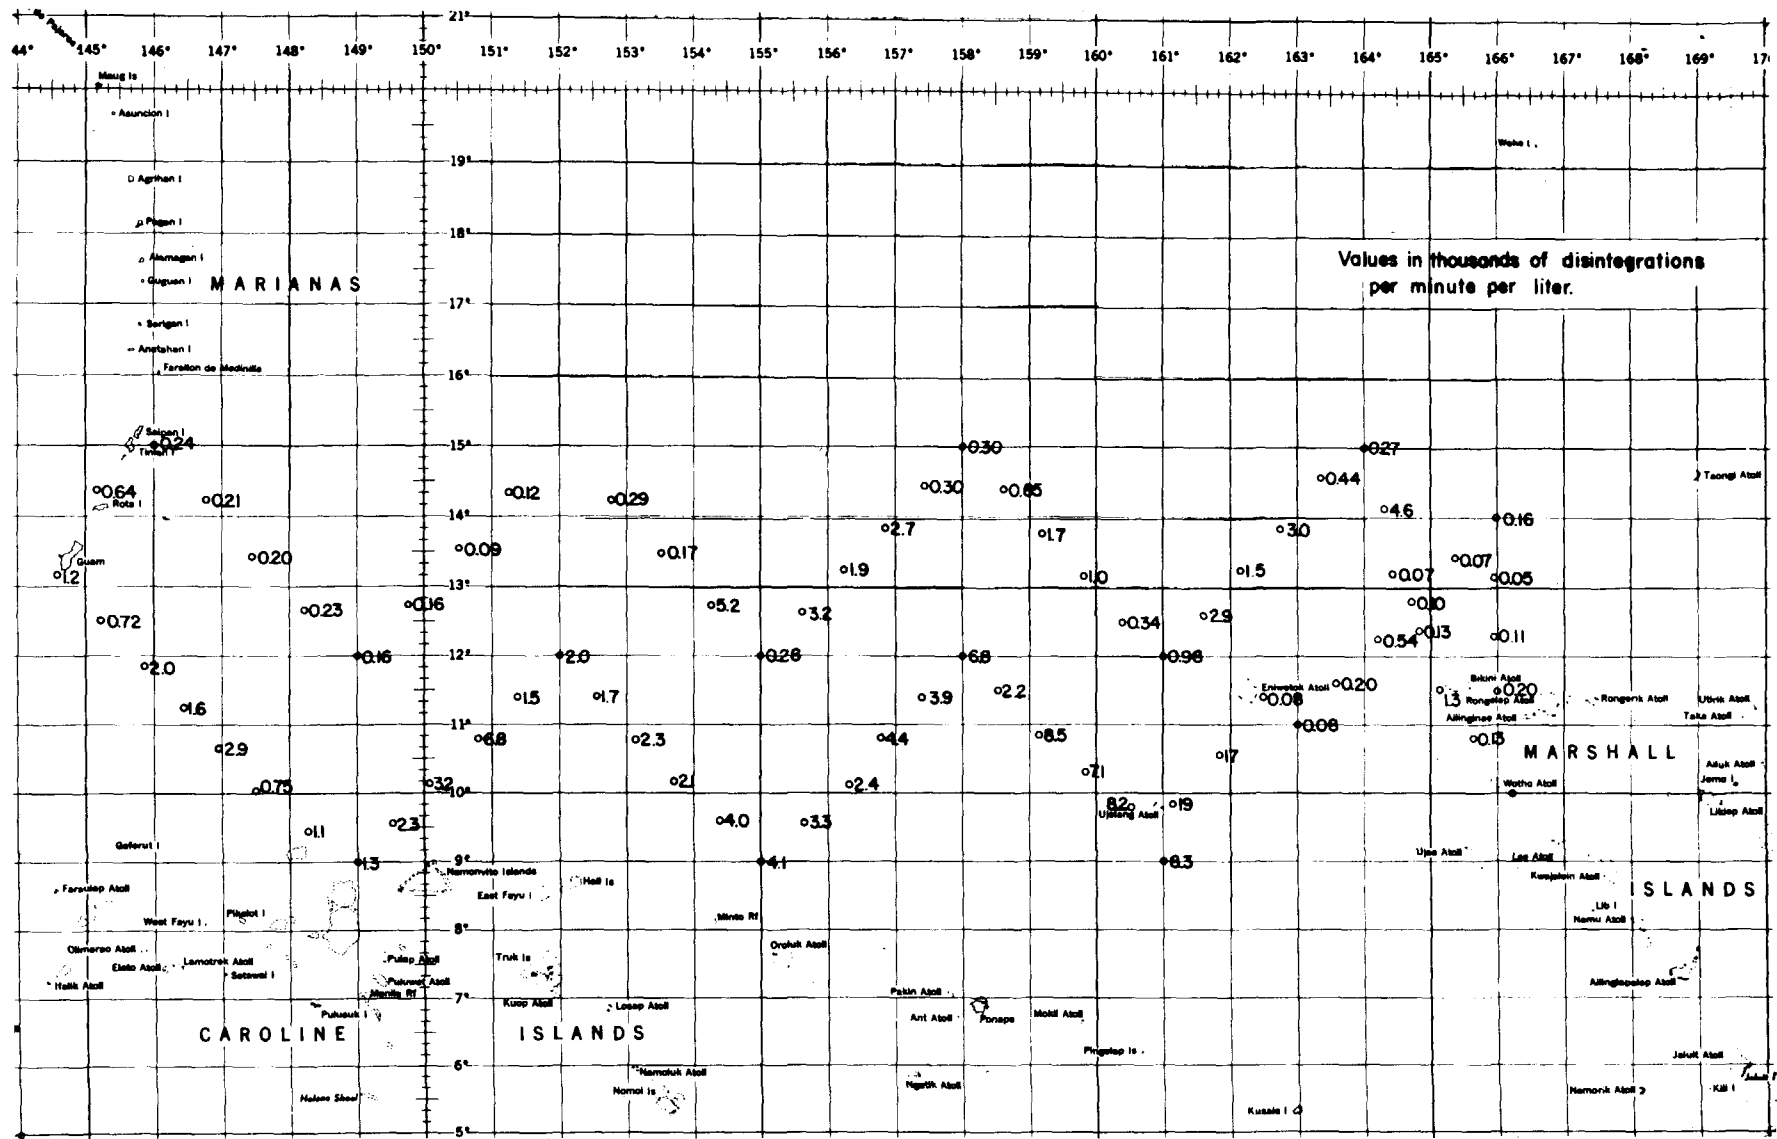 21°
44° 145° 146° 147° 148° 149° 150° 151° 152° 153° 154° 155° 156° 157° 158° 159° 160° 161° 162° 163° 164° 165° 166° 167° 168° 169° 17
Maug Is
Asuncion I
Wake I.
19°
Agrihan I
Pagan I
18°
Alamagan I
Values in thousands of disintegrations
per minute per liter.
Guguan I
MARIANAS
17°
Sarigan I
Anatahan I
Farallon de Medinilla
16°
Saipan I
0.24 15° 0.30 0.27
Tinian I
0.44 Taongi Atoll
0.64 0.21 0.12 0.29 0.30 0.65
Rota I
4.6
14° 0.16
2.7 1.7 3.0
0.09 0.17
Guam 0.20 0.07
1.2 1.9 1.0 1.5 0.07 0.05
13°
0.23 0.16 5.2 3.2 0.10
0.72 0.34 2.9
0.54 0.13 0.11
0.16 12° 2.0 0.28 6.8 0.98
2.0
Bikini Atoll
Eniwetok Atoll 0.20 0.20
1.5 1.7 3.9 2.2 0.08 1.3 Rongelap Atoll Rongerik Atoll Utirik Atoll
1.6 Ailinginae Atoll Taka Atoll
11° 0.08
6.8 2.3 4.4 8.5 0.13
2.9 17 MARSHALL
7.1 Ailuk Atoll
0.75 32 2.1 2.4 Wotho Atoll Jemo I
10°
8.2 19
Ujelang Atoll Likiep Atoll
1.1 2.3 4.0 3.3
Gaferut I Ujae Atoll Lae Atoll
1.3 9° 4.1 6.3
Namonuito Islands Kwajalein Atoll
Faraulep Atoll East Fayu I Hall Is ISLANDS
Lib I
West Fayu I Pikelot I Minto Rf Namu Atoll
8°
Olimarao Atoll Oroluk Atoll
Elato Atoll Lamotrek Atoll Pulap Atoll Truk Is
Satawal I
Ifalik Atoll Puluwat Atoll Ailinglapalap Atoll
Manila Rf 7° Kuop Atoll Losap Atoll Pakin Atoll
Pulusuk I Ant Atoll Ponape Mokil Atoll
CAROLINE ISLANDS
Pingelap Is Jaluit Atoll
6°
Namoluk Atoll Ngatik Atoll
Nomoi Is Namorik Atoll Kili I
Helene Shoal
Kusaie I
5°